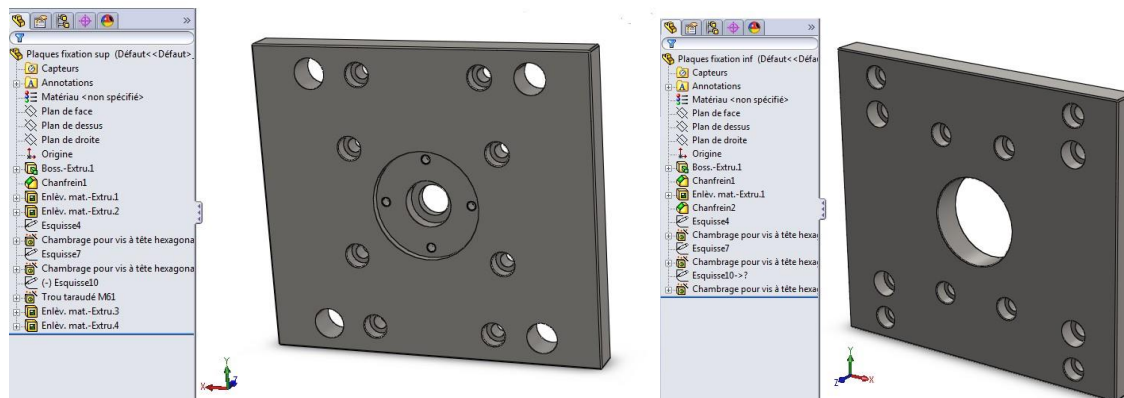 Plaques fixation sup (Défaut<<Défaut>_
Capteurs
Annotations
Matériau <non spécifié>
Plan de face
Plan de dessus
Plan de droite
Origine
Boss.-Extru.1
Chanfrein1
Enlèv. mat.-Extru.1
Enlèv. mat.-Extru.2
Esquisse4
Chambrage pour vis à tête hexagona
Esquisse7
Chambrage pour vis à tête hexagona
(-) Esquisse10
Trou taraudé M61
Enlèv. mat.-Extru.3
Enlèv. mat.-Extru.4
Y
X
Z
Plaques fixation inf (Défaut<<Défau
Capteurs
Annotations
Matériau <non spécifié>
Plan de face
Plan de dessus
Plan de droite
Origine
Boss.-Extru.1
Chanfrein1
Enlèv. mat.-Extru.1
Chanfrein2
Esquisse4
Chambrage pour vis à tête hexa
Esquisse7
Chambrage pour vis à tête hexa
Esquisse10->?
Chambrage pour vis à tête hexa
Y
Z
X